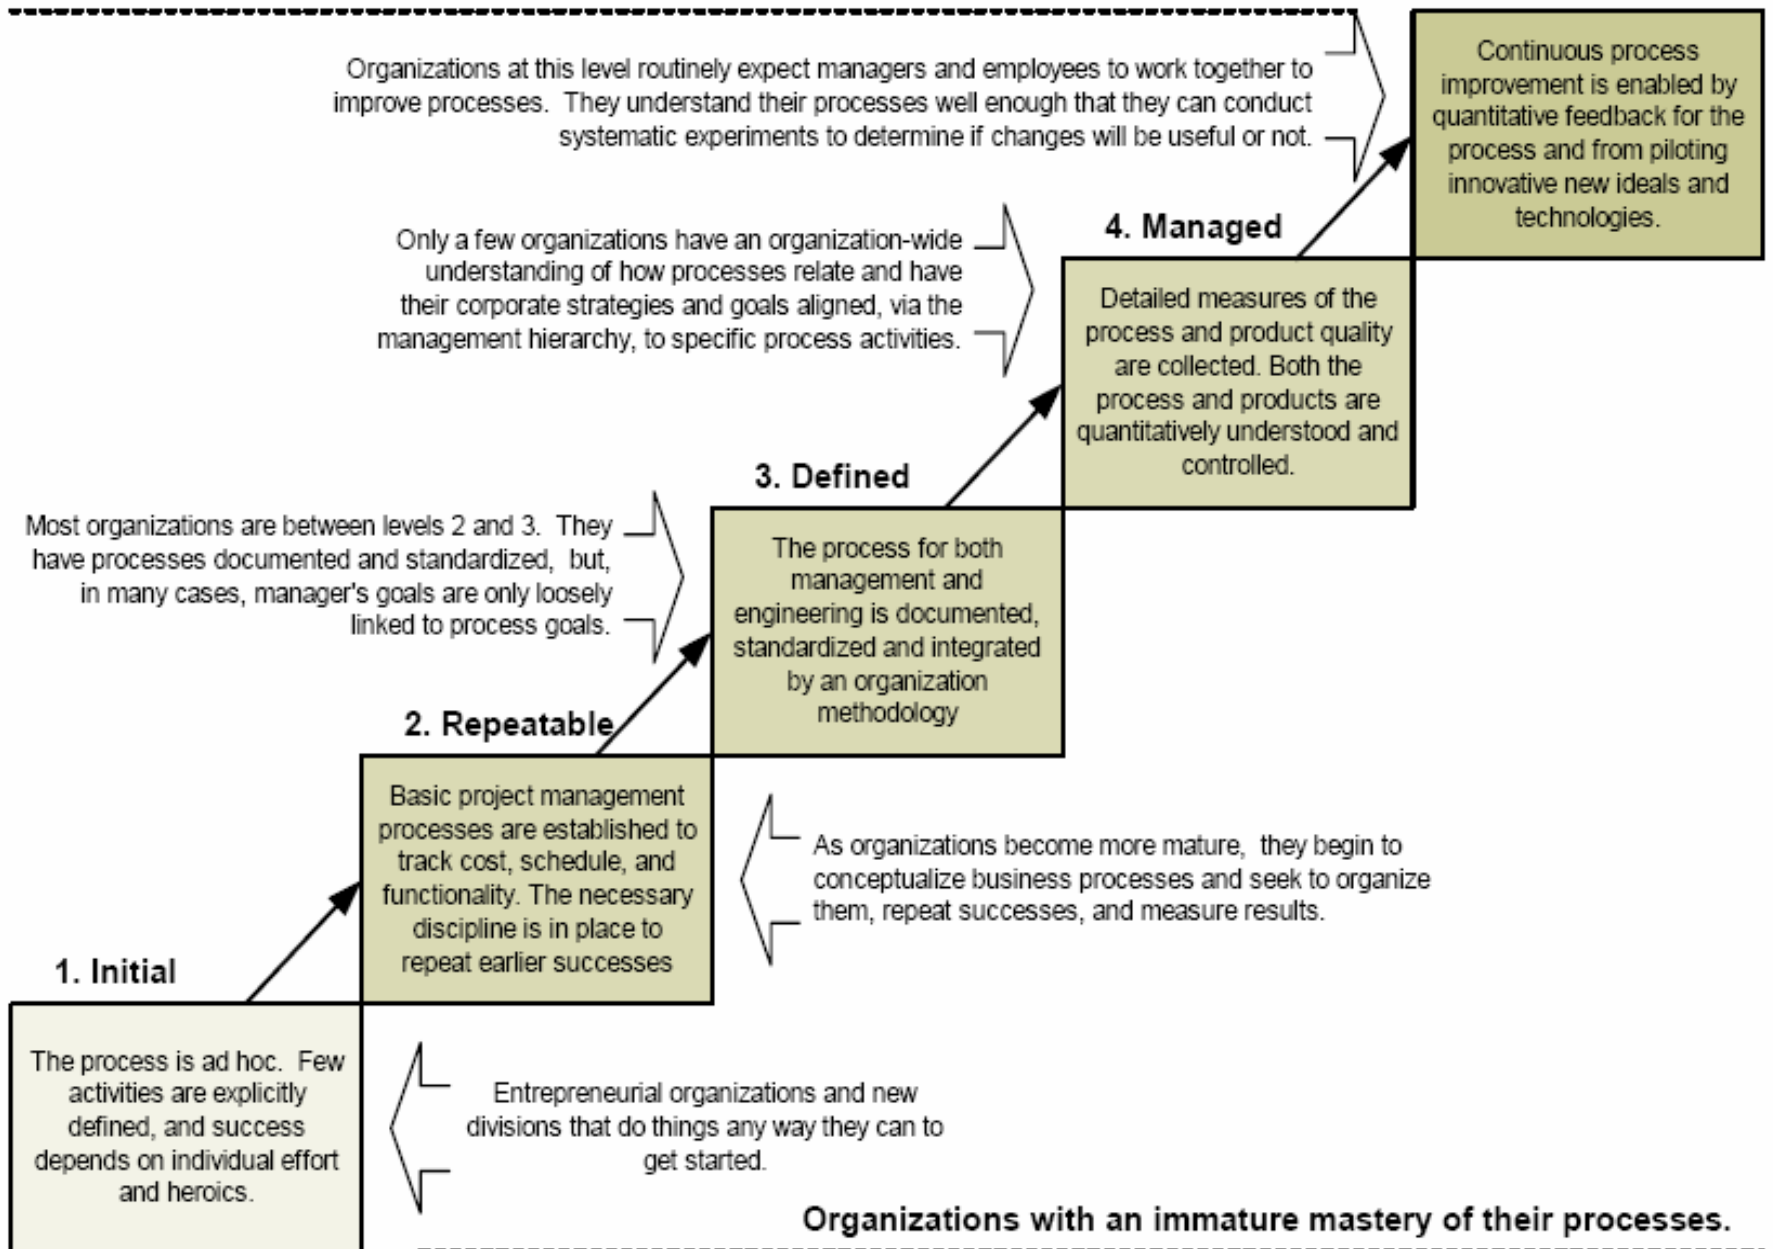 Organizations at this level routinely expect managers and employees to work together to
improve processes. They understand their processes well enough that they can conduct
systematic experiments to determine if changes will be useful or not.
Continuous process
improvement is enabled by
quantitative feedback for the
process and from piloting
innovative new ideals and
technologies.
Only a few organizations have an organization-wide
understanding of how processes relate and have
their corporate strategies and goals aligned, via the
management hierarchy, to specific process activities.
4. Managed
Detailed measures of the
process and product quality
are collected. Both the
process and products are
quantitatively understood and
controlled.
Most organizations are between levels 2 and 3. They
have processes documented and standardized, but,
in many cases, manager's goals are only loosely
linked to process goals.
3. Defined
The process for both
management and
engineering is documented,
standardized and integrated
by an organization
methodology
2. Repeatable
Basic project management
processes are established to
track cost, schedule, and
functionality. The necessary
discipline is in place to
repeat earlier successes
As organizations become more mature, they begin to
conceptualize business processes and seek to organize
them, repeat successes, and measure results.
1. Initial
The process is ad hoc. Few
activities are explicitly
defined, and success
depends on individual effort
and heroics.
Entrepreneurial organizations and new
divisions that do things any way they can to
get started.
Organizations with an immature mastery of their processes.